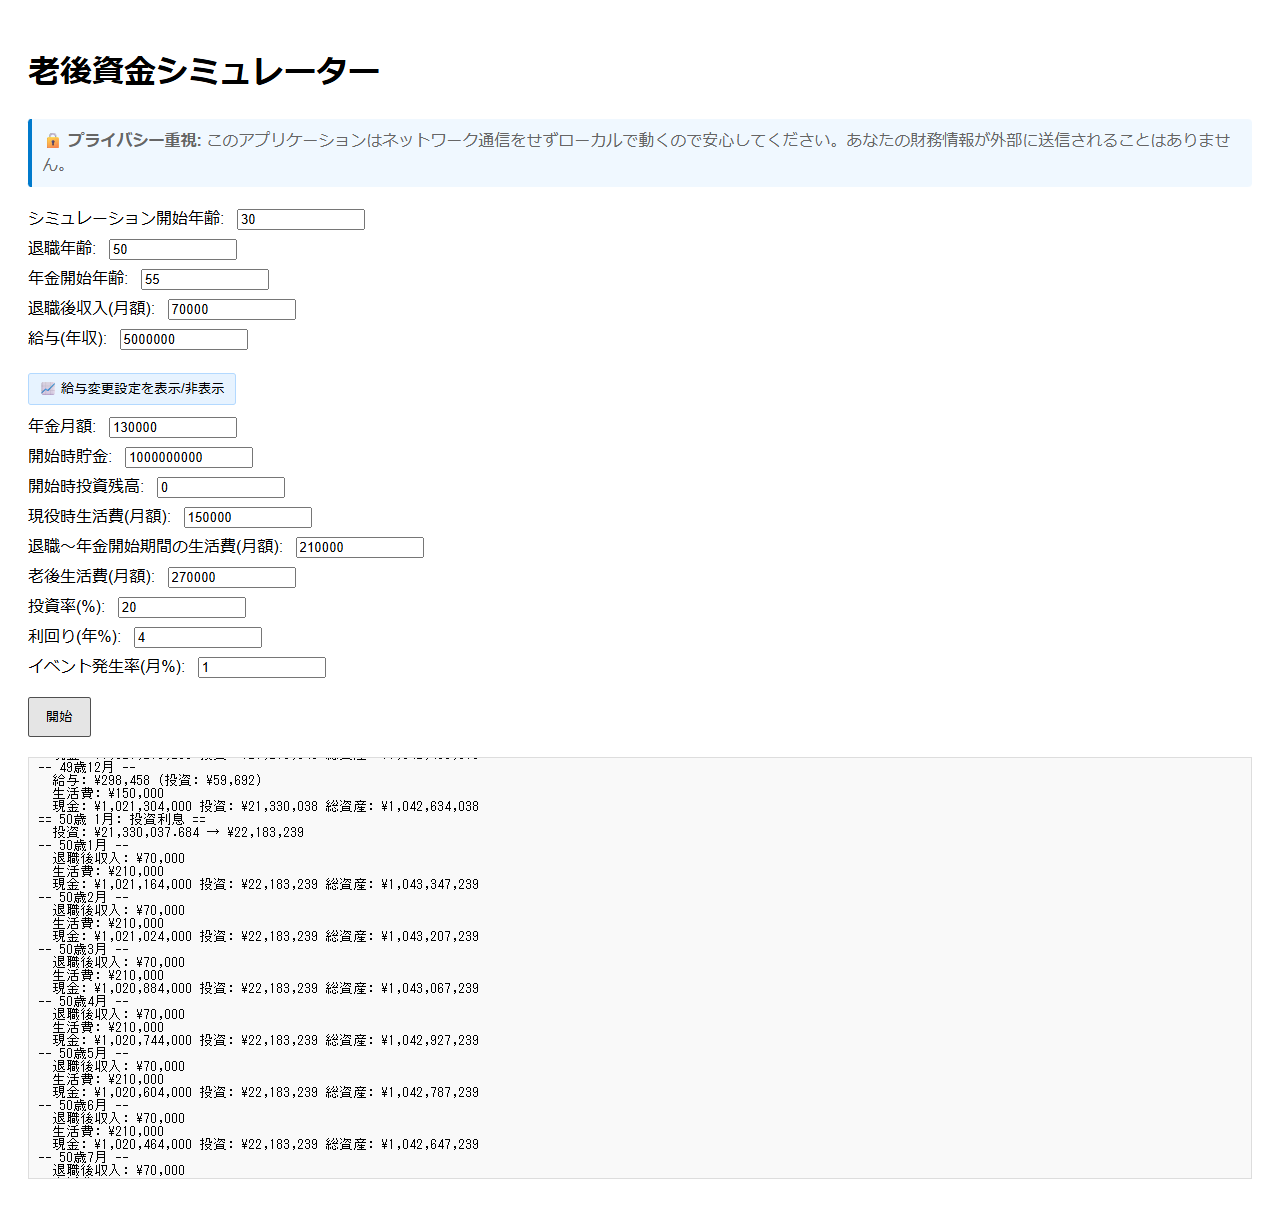 老後資金シミュレーター
🔒 プライバシー重視: このアプリケーションはネットワーク通信をせずローカルで動くので安心してください。あなたの財務情報が外部に送信されることはありませ
ん。
シミュレーション開始年齢: 30
退職年齢: 50
年金開始年齢: 55
退職後収入(月額): 70000
給与(年収): 5000000
📈 給与変更設定を表示/非表示
年金月額: 130000
開始時貯金: 1000000000
開始時投資残高: 0
現役時生活費(月額): 150000
退職～年金開始期間の生活費(月額): 210000
老後生活費(月額): 270000
投資率(%): 20
利回り(年%): 4
イベント発生率(月%): 1
開始
-- 49歳12月 --
給与: ¥298,458 (投資: ¥59,692)
生活費: ¥150,000
現金: ¥1,021,304,000 投資: ¥21,330,038 総資産: ¥1,042,634,038
== 50歳 1月: 投資利息 ==
投資: ¥21,330,037.684 → ¥22,183,239
-- 50歳1月 --
退職後収入: ¥70,000
生活費: ¥210,000
現金: ¥1,021,164,000 投資: ¥22,183,239 総資産: ¥1,043,347,239
-- 50歳2月 --
退職後収入: ¥70,000
生活費: ¥210,000
現金: ¥1,021,024,000 投資: ¥22,183,239 総資産: ¥1,043,207,239
-- 50歳3月 --
退職後収入: ¥70,000
生活費: ¥210,000
現金: ¥1,020,884,000 投資: ¥22,183,239 総資産: ¥1,043,067,239
-- 50歳4月 --
退職後収入: ¥70,000
生活費: ¥210,000
現金: ¥1,020,744,000 投資: ¥22,183,239 総資産: ¥1,042,927,239
-- 50歳5月 --
退職後収入: ¥70,000
生活費: ¥210,000
現金: ¥1,020,604,000 投資: ¥22,183,239 総資産: ¥1,042,787,239
-- 50歳6月 --
退職後収入: ¥70,000
生活費: ¥210,000
現金: ¥1,020,464,000 投資: ¥22,183,239 総資産: ¥1,042,647,239
-- 50歳7月 --
退職後収入: ¥70,000